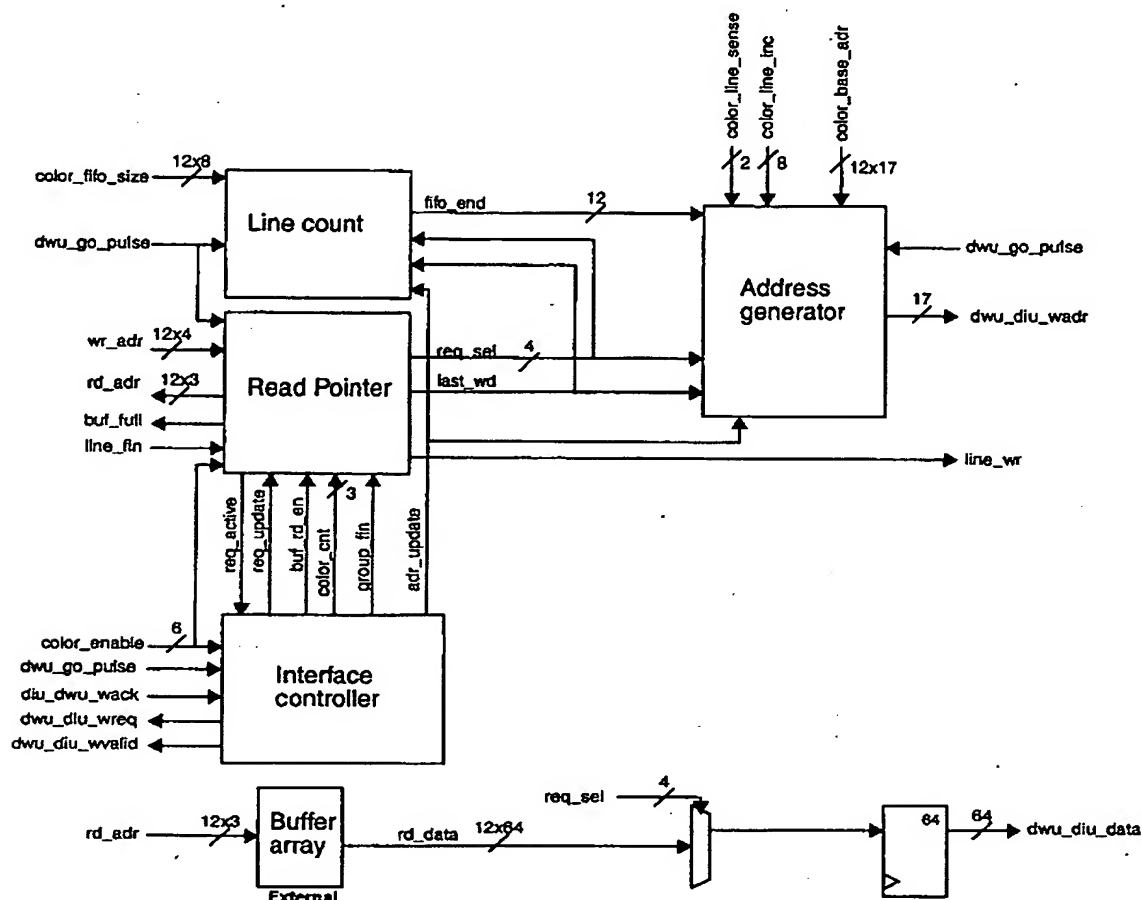 color_line_sense
color_line_inc
color_base_adr
2
8
12x17
color_fifo_size
12x8
Line count
fifo_end
12
dwu_go_pulse
dwu_go_pulse
Address
generator
17
dwu_diu_wadr
wr_adr
12x4
req_sel
4
rd_adr
12x3
Read Pointer
last_wd
buf_full
line_fin
line_wr
req_active
req_update
buf_rd_en
color_cnt
3
group_fin
adr_update
color_enable
6
dwu_go_pulse
Interface
controller
diu_dwu_wack
dwu_diu_wreq
dwu_diu_wvalid
req_sel
4
rd_adr
12x3
Buffer
array
rd_data
12x64
64
64
dwu_diu_data
External